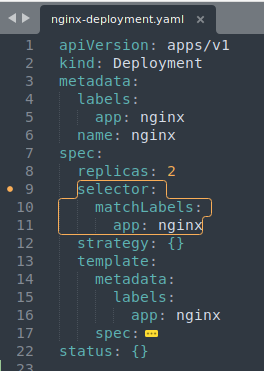 nginx-deployment.yaml ×
1 apiVersion: apps/v1
2 kind: Deployment
3 metadata:
4   labels:
5     app: nginx
6   name: nginx
7 spec:
8   replicas: 2
9   selector:
10     matchLabels:
11       app: nginx
12   strategy: {}
13   template:
14     metadata:
15       labels:
16         app: nginx
17     spec:
22 status: {}
23